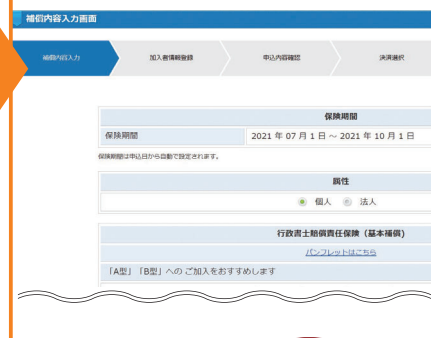 補償内容入力画面
補償内容入力
加入者情報登録
申込内容確認
決済選択
保険期間
保険期間
2021 年 07 月 1 日 ～ 2021 年 10 月 1 日
保険期間は申込日から自動で設定されます。
属性
個人 法人
行政書士賠償責任保険（基本補償）
パンフレットはこちら
「A型」「B型」への ご加入をおすすめします